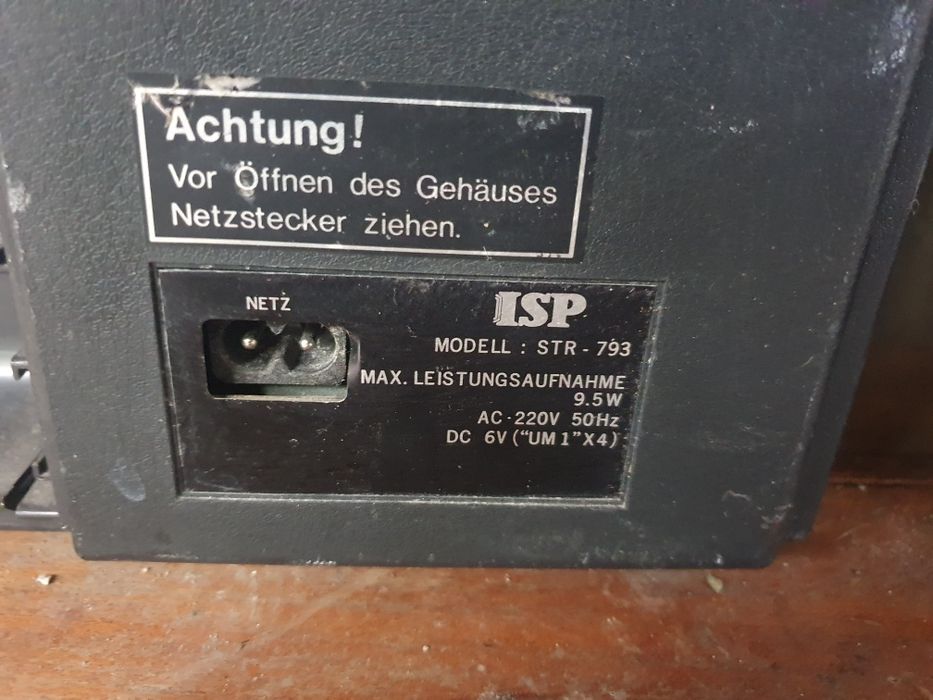 Achtung!
Vor Öffnen des Gehäuses
Netzstecker ziehen.
NETZ
ISP
MODELL : STR - 793
MAX. LEISTUNGSAUFNAHME
9.5W
AC-220V 50Hz
DC 6V ("UM 1"X4)